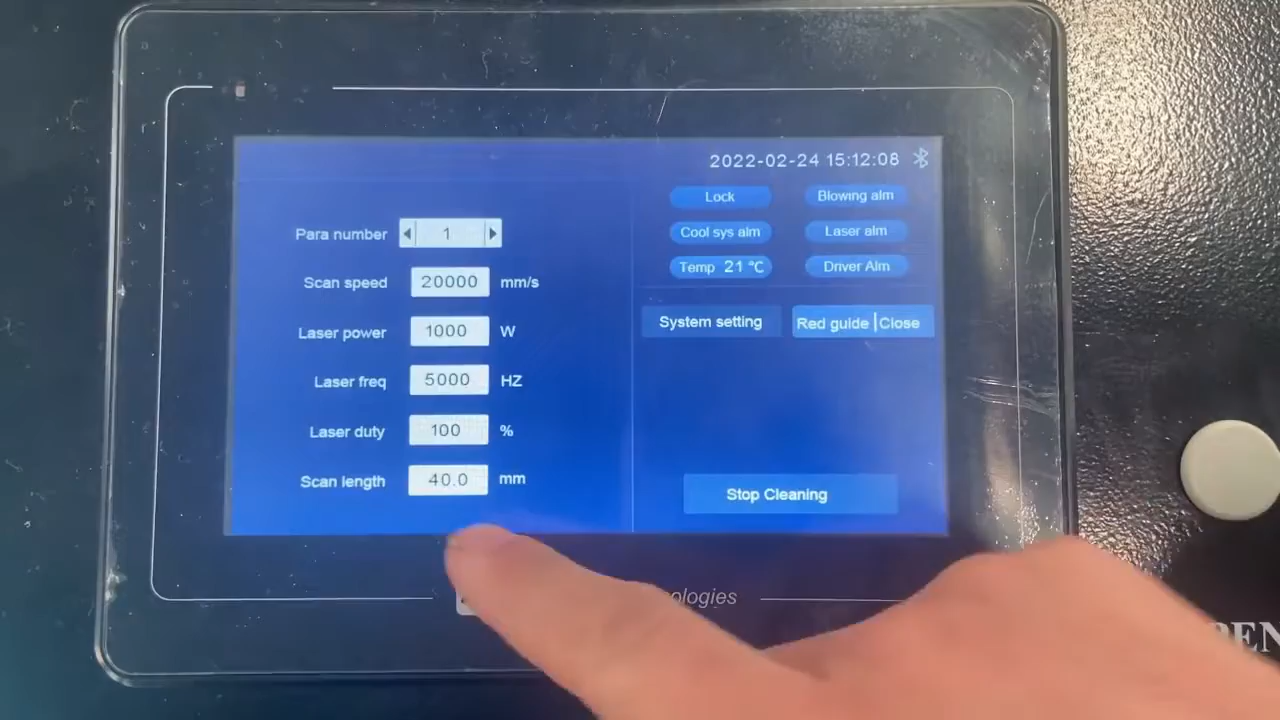 2022-02-24 15:12:08
Para number 1
Scan speed 20000 mm/s
Laser power 1000 W
Laser freq 5000 HZ
Laser duty 100 %
Scan length 40.0 mm
Lock Blowing alm
Cool sys alm Laser alm
Temp 21 ℃ Driver Alm
System setting Red guide Close
Stop Cleaning